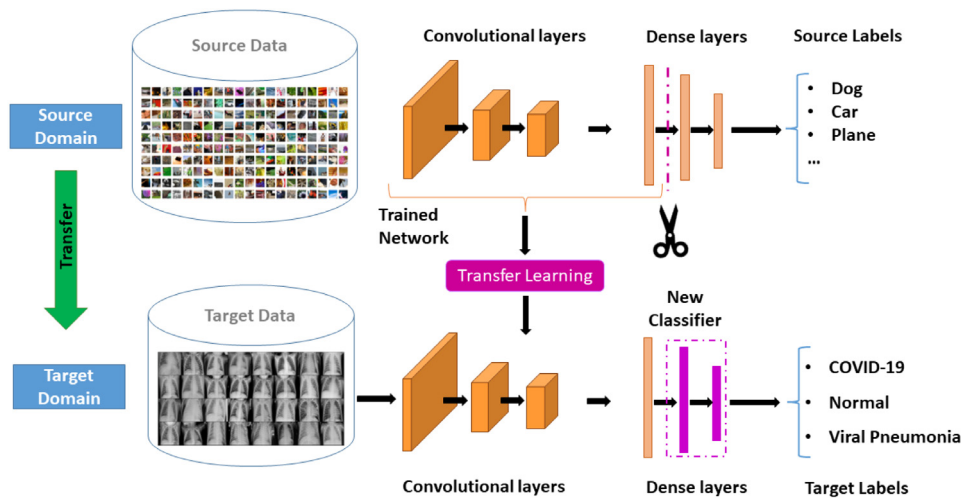 Source Data
Convolutional layers
Dense layers
Source Labels
Source
Domain
• Dog
• Car
• Plane
...
Trained
Network
Transfer
Transfer Learning
New
Classifier
Target Data
Target
Domain
• COVID-19
• Normal
• Viral Pneumonia
Convolutional layers
Dense layers
Target Labels